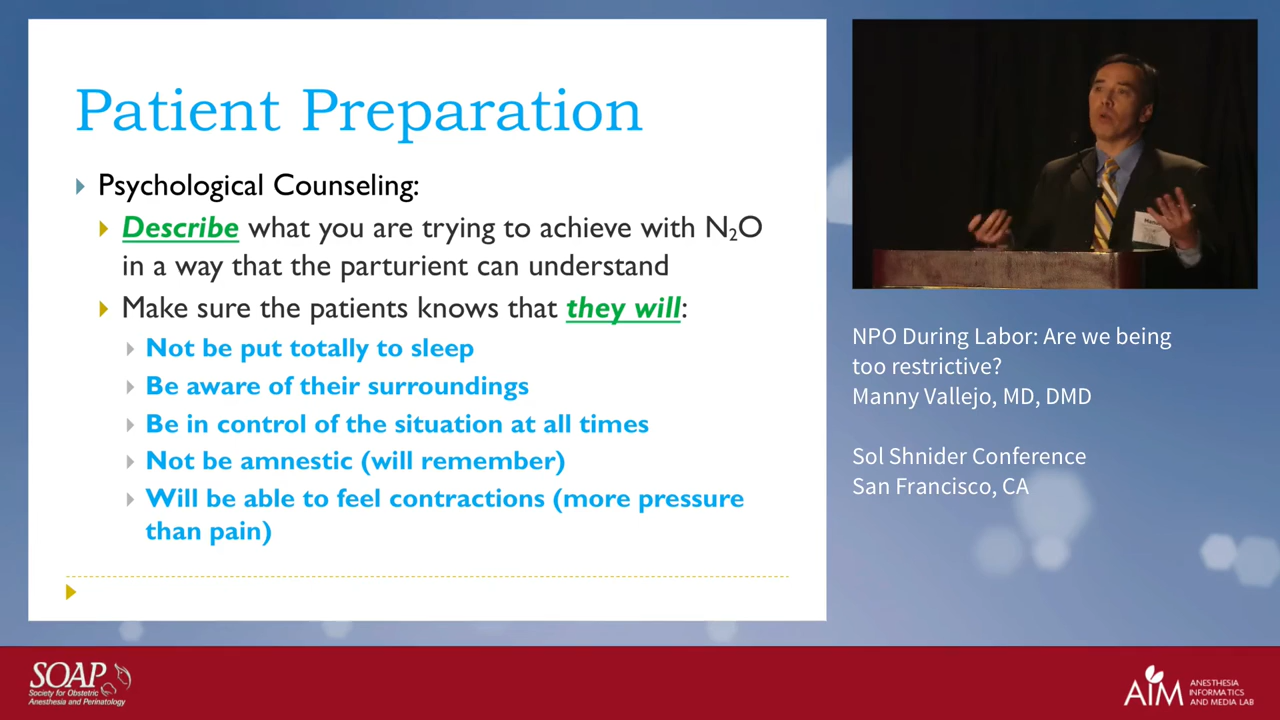 Patient Preparation
Psychological Counseling:
Describe what you are trying to achieve with N₂O
in a way that the parturient can understand
Make sure the patients knows that they will:
Not be put totally to sleep
Be aware of their surroundings
Be in control of the situation at all times
Not be amnestic (will remember)
Will be able to feel contractions (more pressure
than pain)
NPO During Labor: Are we being
too restrictive?
Manny Vallejo, MD, DMD
Sol Shnider Conference
San Francisco, CA
SOAP
Society for Obstetric
Anesthesia and Perinatology
AIM
ANESTHESIA
INFORMATICS
AND MEDIA LAB